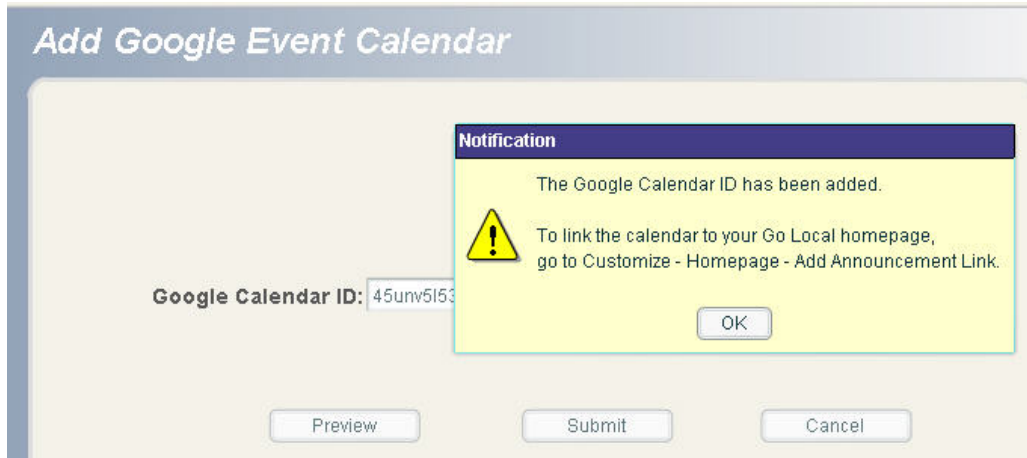 Add Google Event Calendar
Notification
The Google Calendar ID has been added.
To link the calendar to your Go Local homepage,
go to Customize - Homepage - Add Announcement Link.
OK
Google Calendar ID:
Preview Submit Cancel